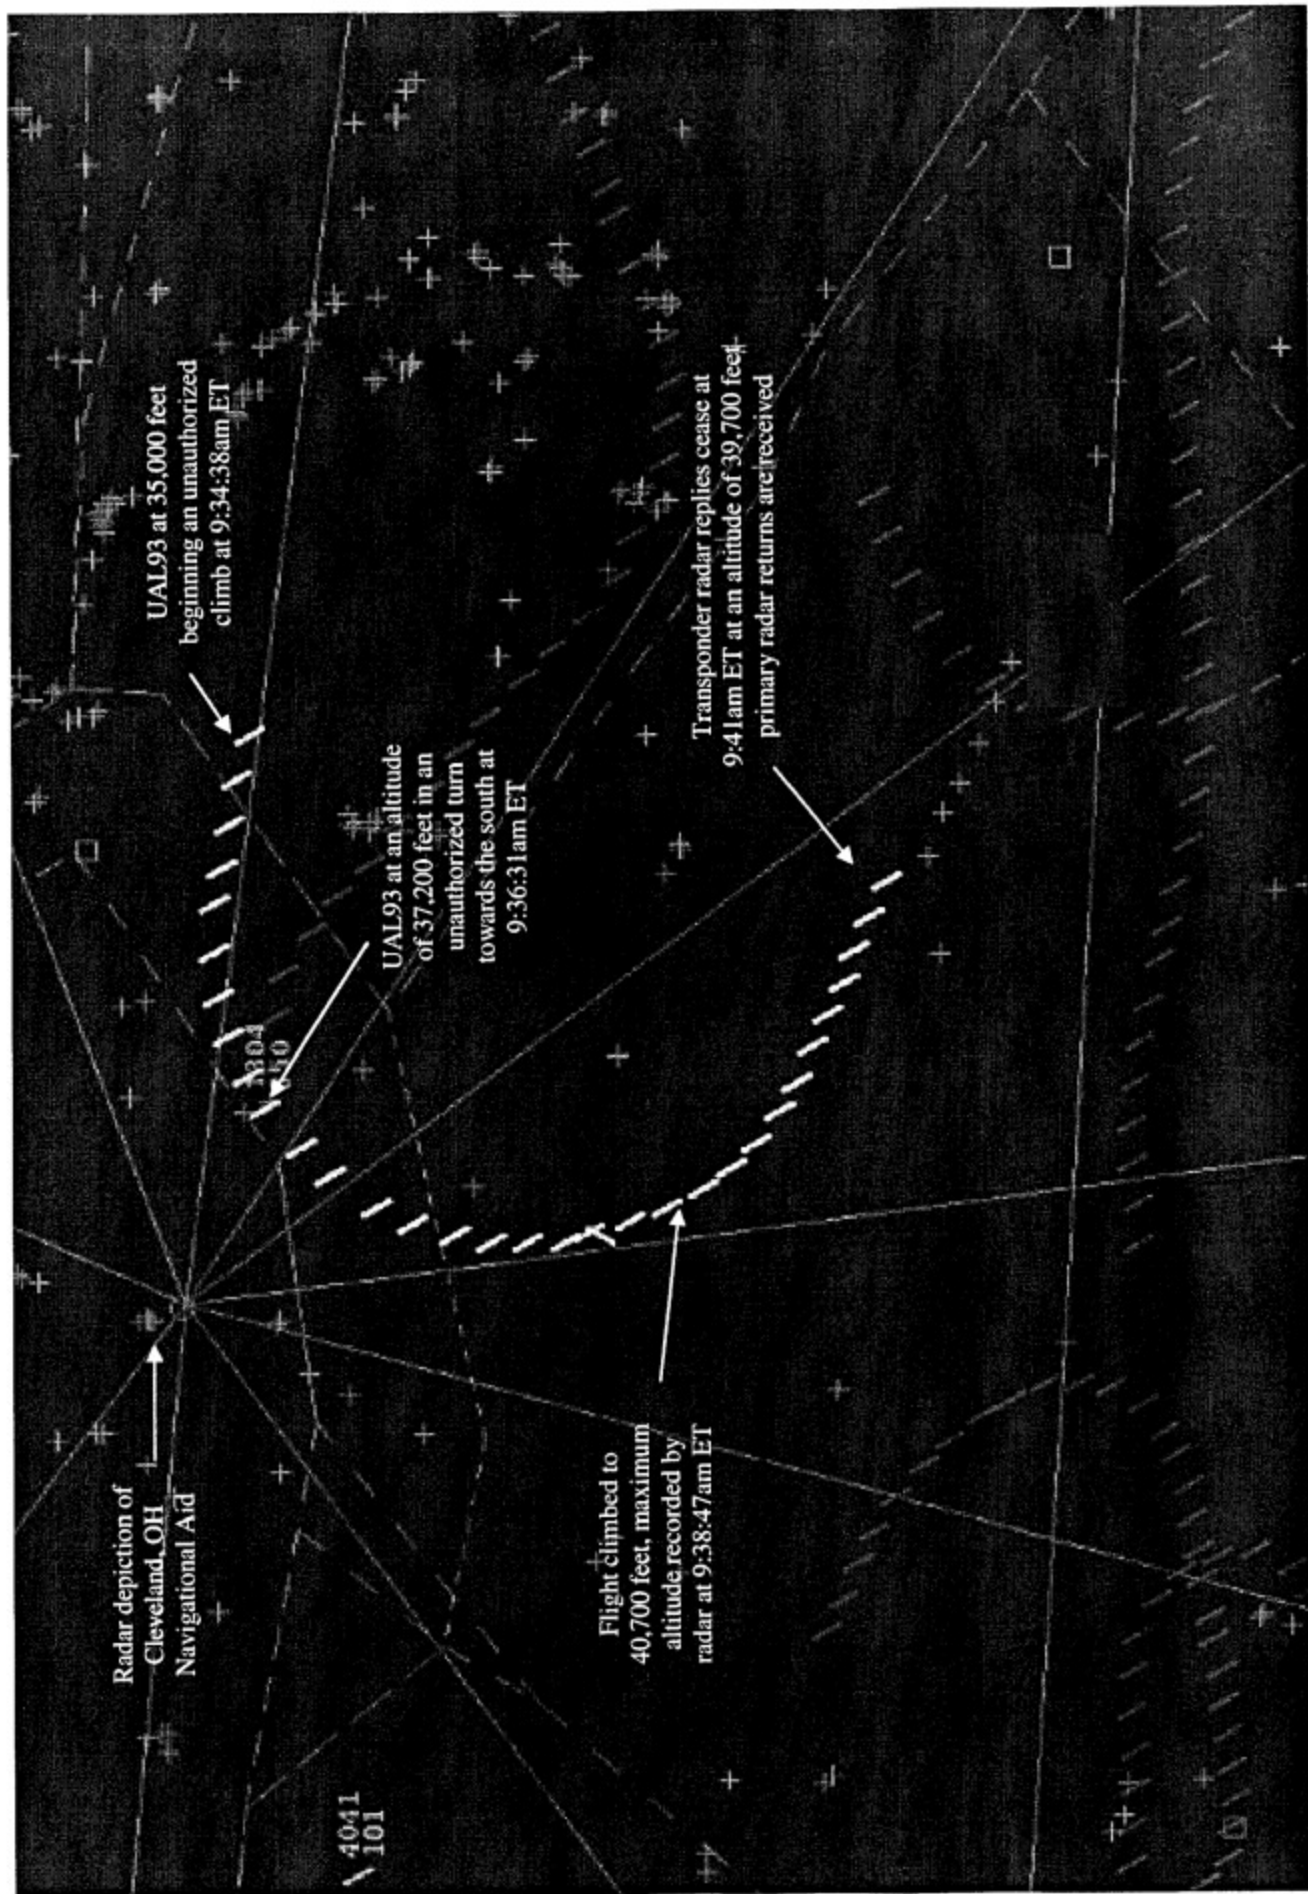 Radar depiction of
Cleveland, OH
Navigational Aid
UAL93 at an altitude
of 37,200 feet in an
unauthorized turn
towards the south at
9:36:31am ET
UAL93 at 35,000 feet
beginning an unauthorized
climb at 9:34:38am ET
4041
101
Flight climbed to
40,700 feet, maximum
altitude recorded by
radar at 9:38:47am ET
Transponder radar replies cease at
9:41am ET at an altitude of 39,700 feet
primary radar returns are received